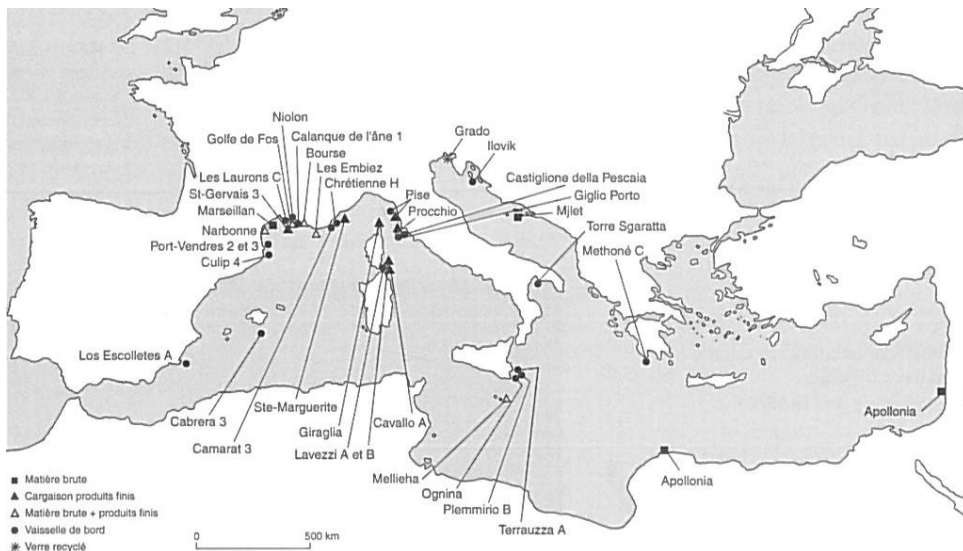 Niolon
Golfe de Fos
Calanque de l'âne 1
Bourse
Les Embiez
Les Laurons C
Chrétienne H
St-Gervais 3
Marseillan
Narbonne
Port-Vendres 2 et 3
Culip 4
Pise
Procchio
Grado
Ilovik
Castiglione della Pescaia
Giglio Porto
Mjlet
Torre Sgaratta
Methoné C
Los Escolletes A
Cabrera 3
Camarat 3
Ste-Marguerite
Giraglia
Lavezzi A et B
Cavallo A
Mellieha
Ognina
Plemmirio B
Terrauzza A
Apollonia
Apollonia
Matière brute
Cargaison produits finis
Matière brute + produits finis
Vaisselle de bord
Verre recyclé
0 500 km